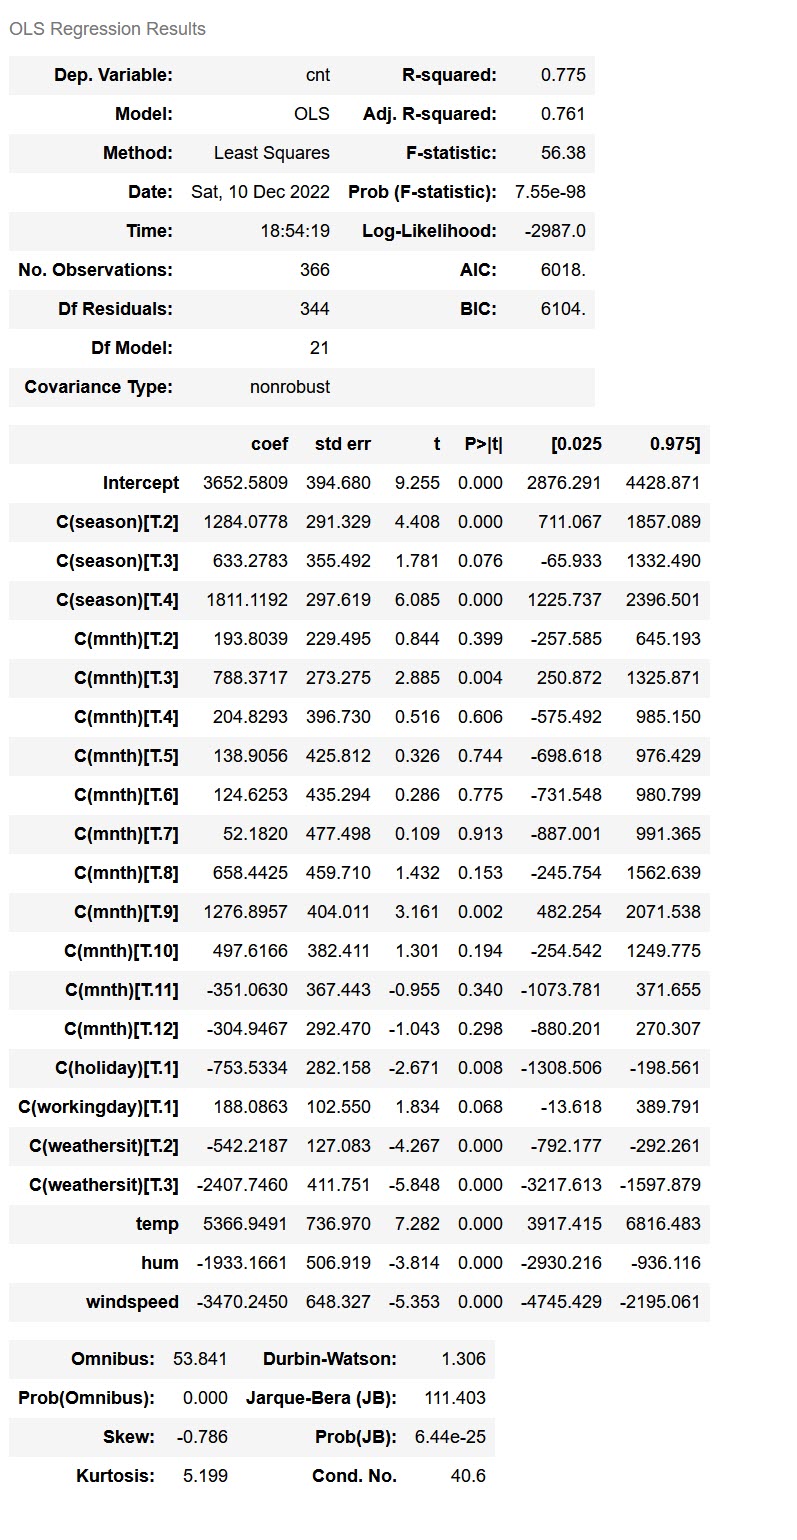 OLS Regression Results
Dep. Variable: cnt R-squared: 0.775
Model: OLS Adj. R-squared: 0.761
Method: Least Squares F-statistic: 56.38
Date: Sat, 10 Dec 2022 Prob (F-statistic): 7.55e-98
Time: 18:54:19 Log-Likelihood: -2987.0
No. Observations: 366 AIC: 6018.
Df Residuals: 344 BIC: 6104.
Df Model: 21
Covariance Type: nonrobust
coef std err t P>|t| [0.025 0.975]
Intercept 3652.5809 394.680 9.255 0.000 2876.291 4428.871
C(season)[T.2] 1284.0778 291.329 4.408 0.000 711.067 1857.089
C(season)[T.3] 633.2783 355.492 1.781 0.076 -65.933 1332.490
C(season)[T.4] 1811.1192 297.619 6.085 0.000 1225.737 2396.501
C(mnth)[T.2] 193.8039 229.495 0.844 0.399 -257.585 645.193
C(mnth)[T.3] 788.3717 273.275 2.885 0.004 250.872 1325.871
C(mnth)[T.4] 204.8293 396.730 0.516 0.606 -575.492 985.150
C(mnth)[T.5] 138.9056 425.812 0.326 0.744 -698.618 976.429
C(mnth)[T.6] 124.6253 435.294 0.286 0.775 -731.548 980.799
C(mnth)[T.7] 52.1820 477.498 0.109 0.913 -887.001 991.365
C(mnth)[T.8] 658.4425 459.710 1.432 0.153 -245.754 1562.639
C(mnth)[T.9] 1276.8957 404.011 3.161 0.002 482.254 2071.538
C(mnth)[T.10] 497.6166 382.411 1.301 0.194 -254.542 1249.775
C(mnth)[T.11] -351.0630 367.443 -0.955 0.340 -1073.781 371.655
C(mnth)[T.12] -304.9467 292.470 -1.043 0.298 -880.201 270.307
C(holiday)[T.1] -753.5334 282.158 -2.671 0.008 -1308.506 -198.561
C(workingday)[T.1] 188.0863 102.550 1.834 0.068 -13.618 389.791
C(weathersit)[T.2] -542.2187 127.083 -4.267 0.000 -792.177 -292.261
C(weathersit)[T.3] -2407.7460 411.751 -5.848 0.000 -3217.613 -1597.879
temp 5366.9491 736.970 7.282 0.000 3917.415 6816.483
hum -1933.1661 506.919 -3.814 0.000 -2930.216 -936.116
windspeed -3470.2450 648.327 -5.353 0.000 -4745.429 -2195.061
Omnibus: 53.841 Durbin-Watson: 1.306
Prob(Omnibus): 0.000 Jarque-Bera (JB): 111.403
Skew: -0.786 Prob(JB): 6.44e-25
Kurtosis: 5.199 Cond. No. 40.6